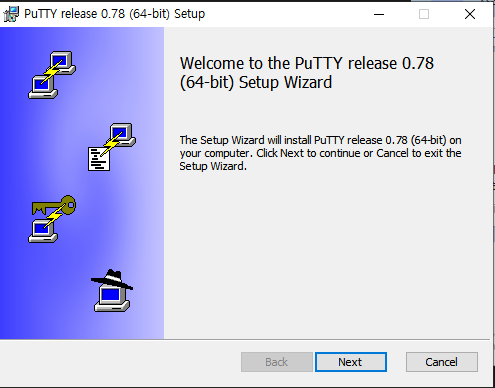 PuTTY release 0.78 (64-bit) Setup
Welcome to the PuTTY release 0.78
(64-bit) Setup Wizard
The Setup Wizard will install PuTTY release 0.78 (64-bit) on
your computer. Click Next to continue or Cancel to exit the
Setup Wizard.
Back
Next
Cancel